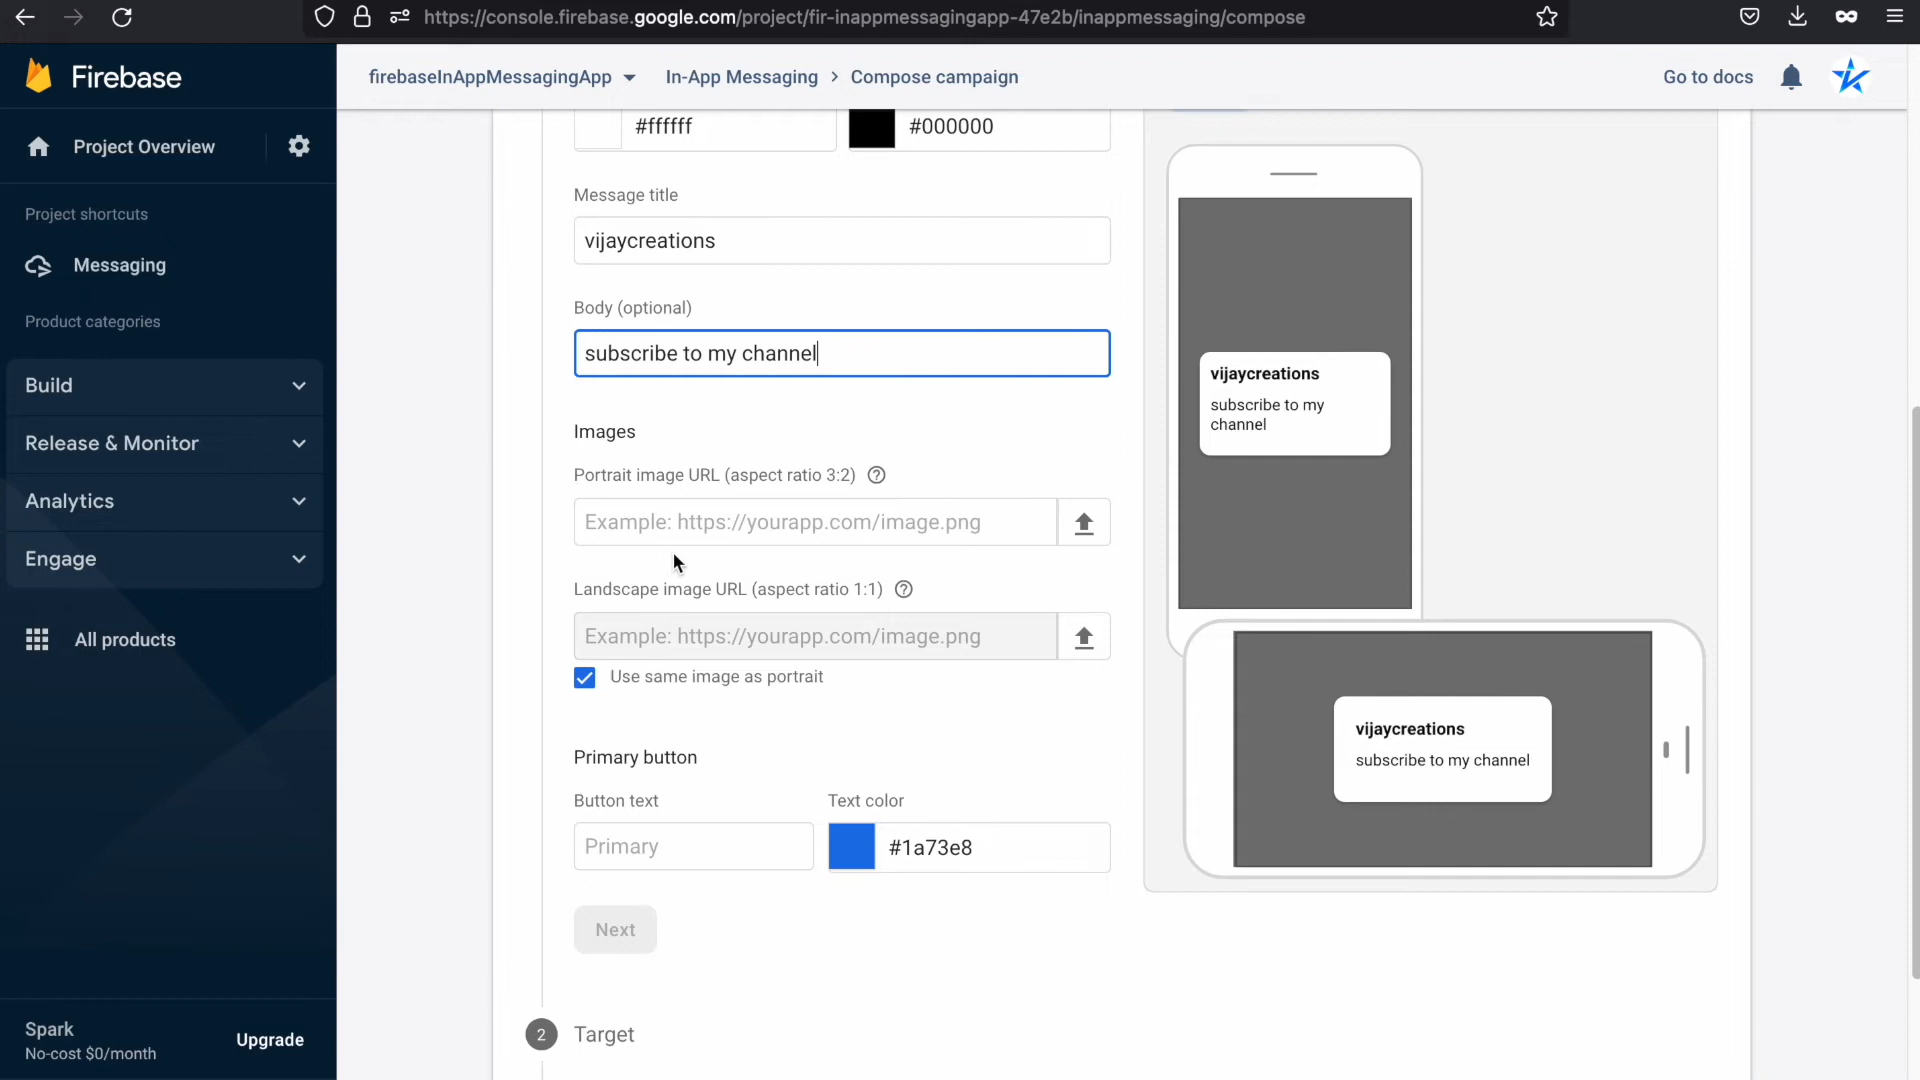 https://console.firebase.google.com/project/fir-inappmessagingapp-47e2b/inappmessaging/compose
Firebase
firebaseInAppMessagingApp
In-App Messaging > Compose campaign
Go to docs
Project Overview
Project shortcuts
Messaging
Product categories
Build
Release & Monitor
Analytics
Engage
All products
Spark
No-cost $0/month
Upgrade
#ffffff
#000000
Message title
vijaycreations
Body (optional)
subscribe to my channel
Images
Portrait image URL (aspect ratio 3:2)
Example: https://yourapp.com/image.png
Landscape image URL (aspect ratio 1:1)
Example: https://yourapp.com/image.png
Use same image as portrait
Primary button
Button text
Text color
Primary
#1a73e8
Next
2 Target
vijaycreations
subscribe to my
channel
vijaycreations
subscribe to my channel